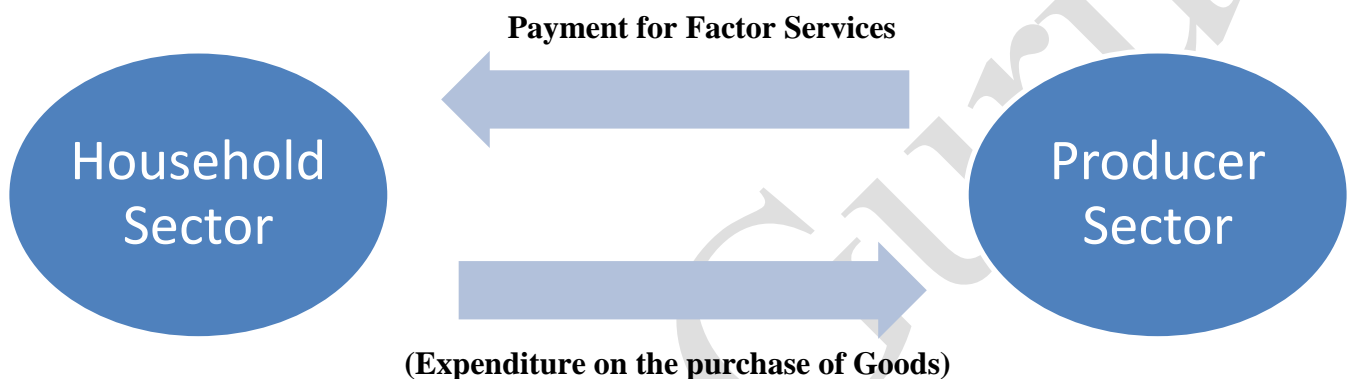 Payment for Factor Services
Household
Sector
Producer
Sector
(Expenditure on the purchase of Goods)